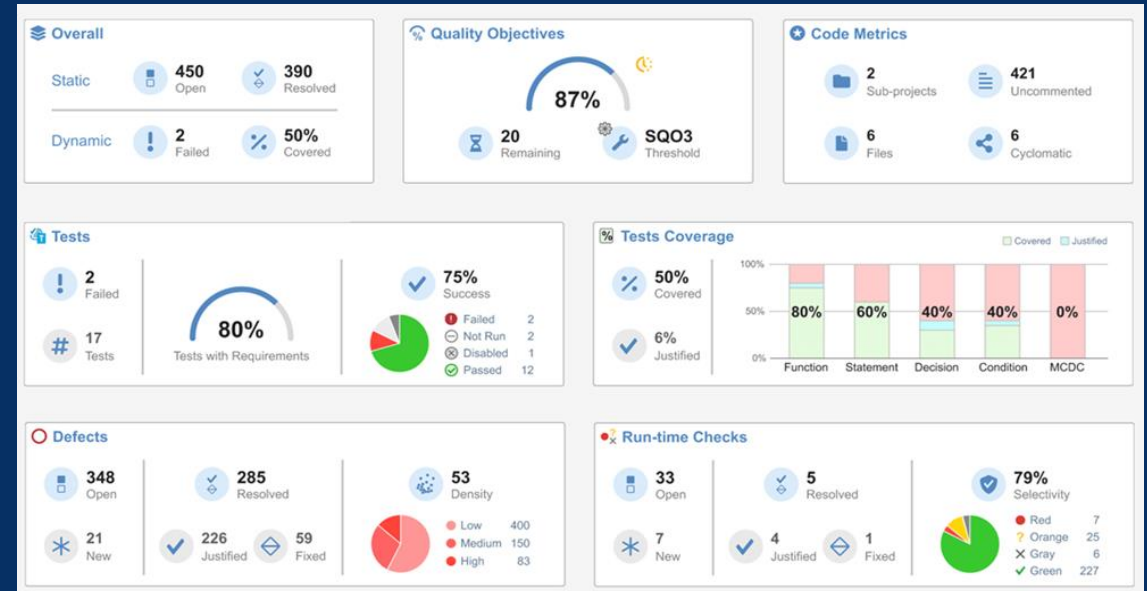 Overall
Static
450
Open
390
Resolved
Dynamic
2
Failed
50%
Covered
Quality Objectives
87%
20
Remaining
SQO3
Threshold
Code Metrics
2
Sub-projects
421
Uncommented
6
Files
6
Cyclomatic
Tests
2
Failed
17
Tests
80%
Tests with Requirements
75%
Success
Failed 2
Not Run 2
Disabled 1
Passed 12
Tests Coverage
50%
Covered
6%
Justified
Covered Justified
100%
50%
0%
80% 60% 40% 40% 0%
Function Statement Decision Condition MCDC
Defects
348
Open
21
New
285
Resolved
226
Justified
59
Fixed
53
Density
Low 400
Medium 150
High 83
Run-time Checks
33
Open
7
New
5
Resolved
4
Justified
1
Fixed
79%
Selectivity
Red 7
? Orange 25
Gray 6
Green 227